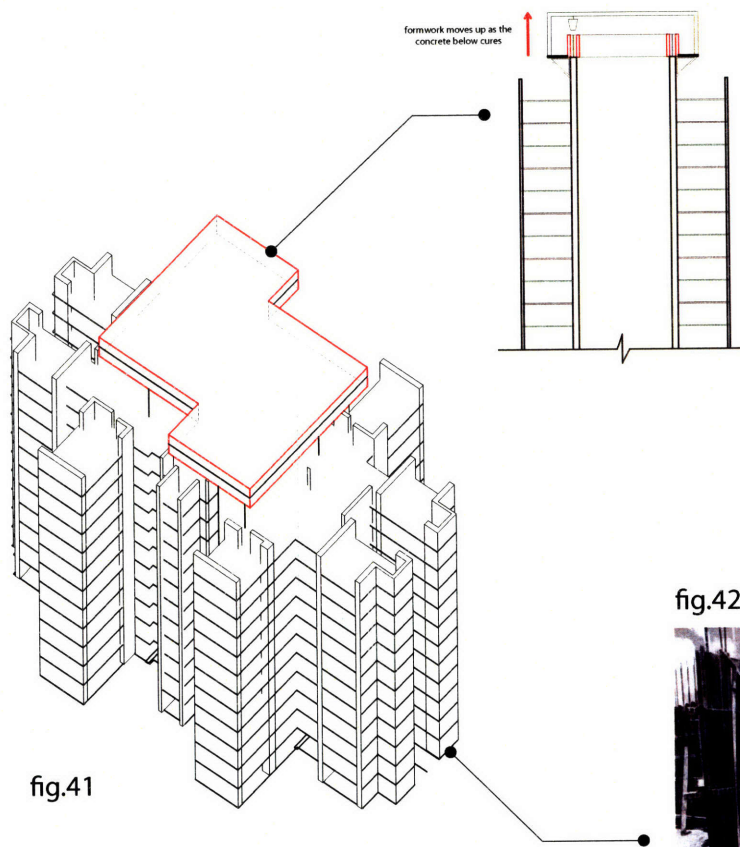 formwork moves up as the
concrete below cures
fig.42
fig.41